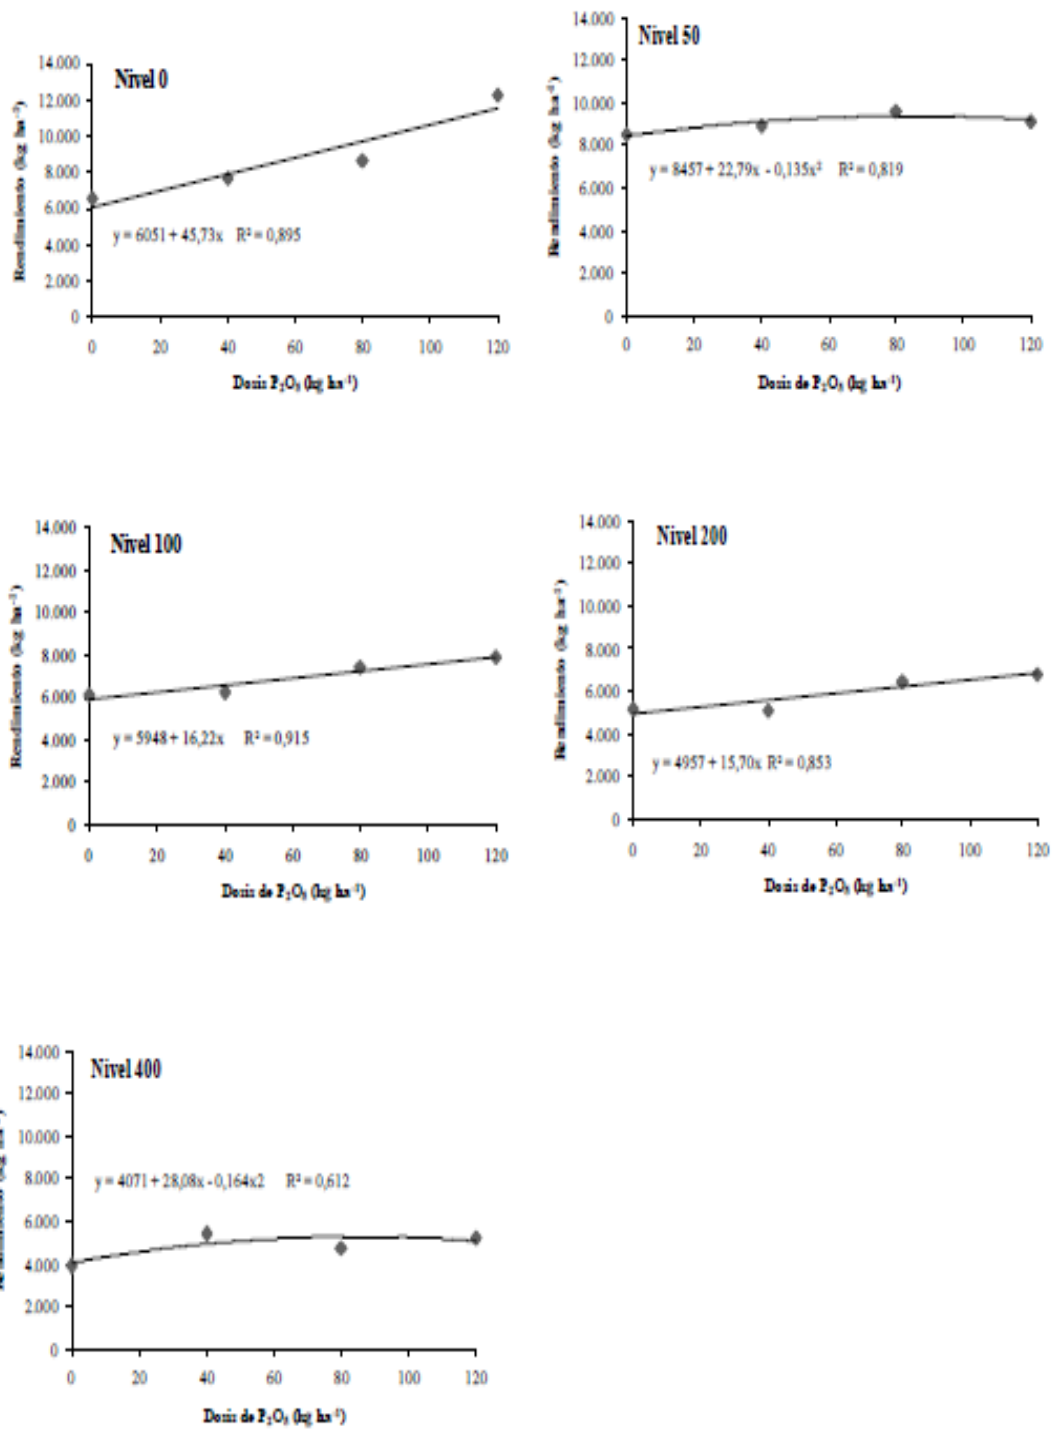 Nivel 0
14.000
12.000
10.000
8.000
6.000
4.000
2.000
0
Rendimiento (kg ha⁻¹)
y = 6051 + 45,73x R² = 0,895
0 20 40 60 80 100 120
Dosis P₂O₅ (kg ha⁻¹)
Nivel 50
14.000
12.000
10.000
8.000
6.000
4.000
2.000
0
Rendimiento (kg ha⁻¹)
y = 8457 + 22,79x - 0,135x² R² = 0,819
0 20 40 60 80 100 120
Dosis de P₂O₅ (kg ha⁻¹)
Nivel 100
14.000
12.000
10.000
8.000
6.000
4.000
2.000
0
Rendimiento (kg ha⁻¹)
y = 5948 + 16,22x R² = 0,915
0 20 40 60 80 100 120
Dosis de P₂O₅ (kg ha⁻¹)
Nivel 200
14.000
12.000
10.000
8.000
6.000
4.000
2.000
0
Rendimiento (kg ha⁻¹)
y = 4957 + 15,70x R² = 0,853
0 20 40 60 80 100 120
Dosis de P₂O₅ (kg ha⁻¹)
Nivel 400
14.000
12.000
10.000
8.000
6.000
4.000
2.000
0
y = 4071 + 28,08x - 0,164x2 R² = 0,612
0 20 40 60 80 100 120
Dosis de P₂O₅ (kg ha⁻¹)